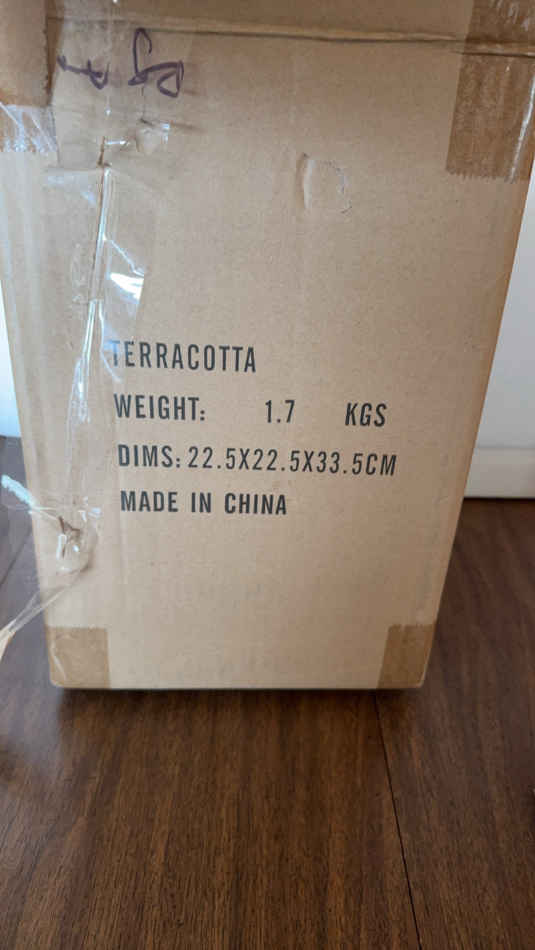 TERRACOTTA
WEIGHT: 1.7 KGS
DIMS: 22.5X22.5X33.5CM
MADE IN CHINA